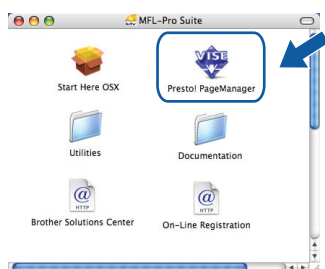 MFL-Pro Suite
VISE
Start Here OSX
Presto! PageManager
Utilities
Documentation
@
HTTP
@
HTTP
Brother Solutions Center
On-Line Registration